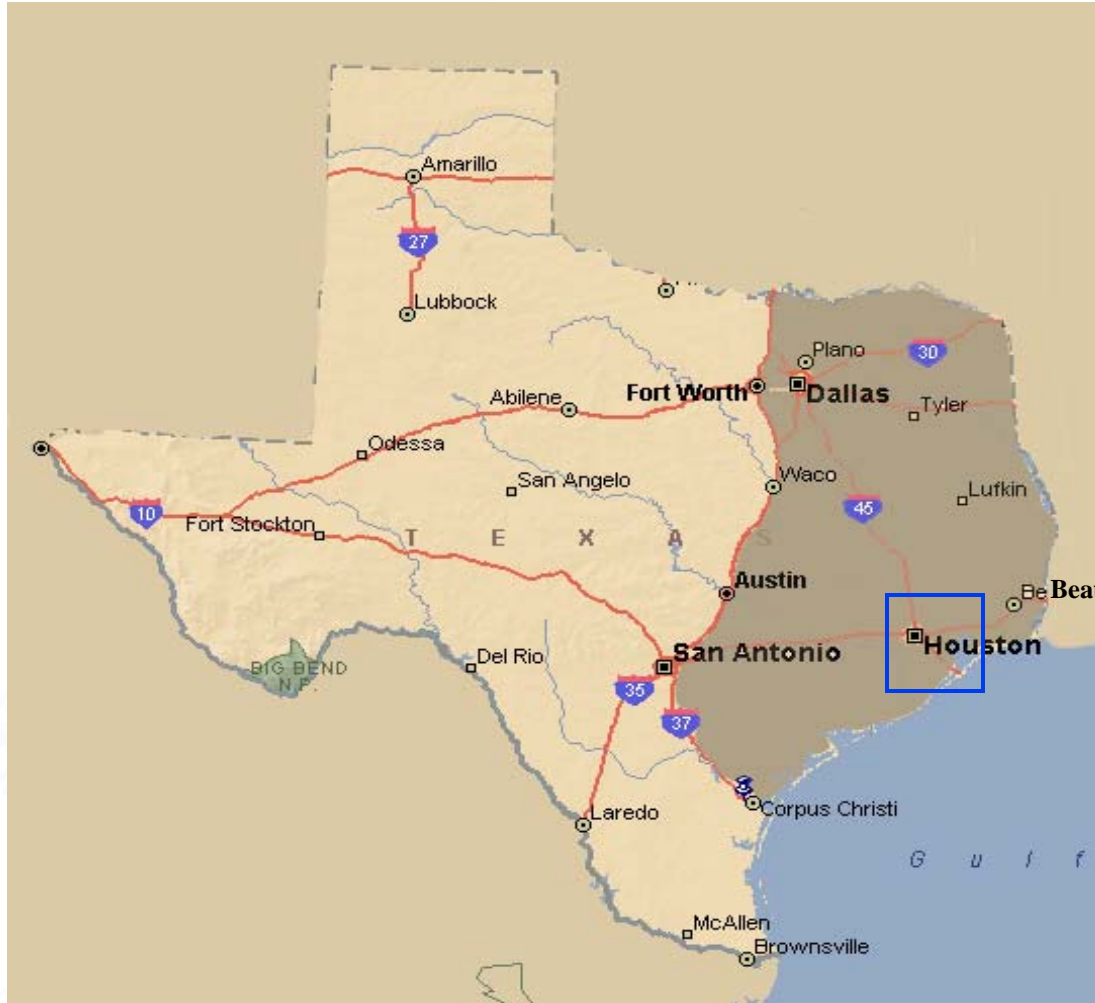 Amarillo
27
Lubbock
Plano
30
Fort Worth
Dallas
Abilene
Tyler
Odessa
Waco
San Angelo
Lufkin
10
45
Fort Stockton
T E X A S
Austin
Be
Beau
Houston
San Antonio
Del Rio
BIG BEND
N.P.
35
37
Laredo
Corpus Christi
G u l f
McAllen
Brownsville